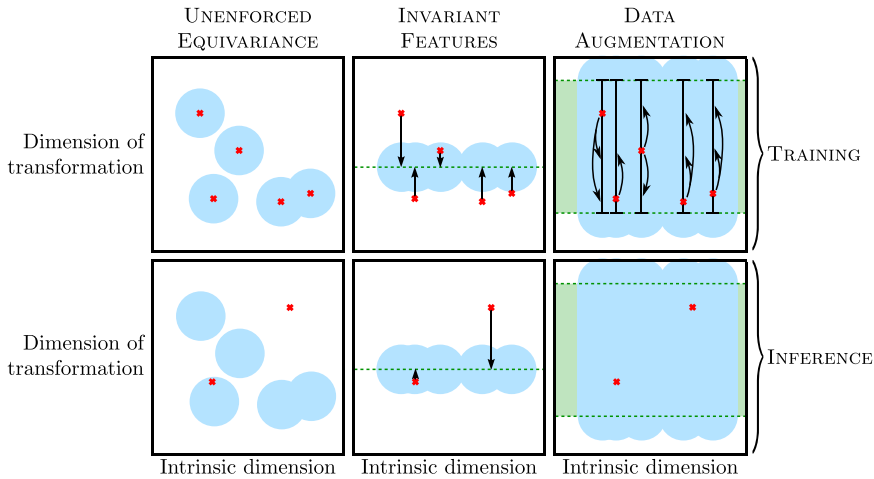 Unenforced
Equivariance
Invariant
Features
Data
Augmentation
Dimension of
transformation
Training
Dimension of
transformation
Inference
Intrinsic dimension
Intrinsic dimension
Intrinsic dimension